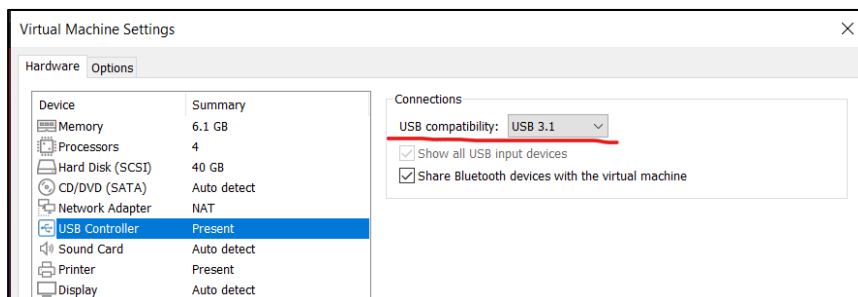 Virtual Machine Settings
Hardware Options
Device Summary
Memory 6.1 GB
Processors 4
Hard Disk (SCSI) 40 GB
CD/DVD (SATA) Auto detect
Network Adapter NAT
USB Controller Present
Sound Card Auto detect
Printer Present
Display Auto detect
Connections
USB compatibility: USB 3.1
Show all USB input devices
Share Bluetooth devices with the virtual machine